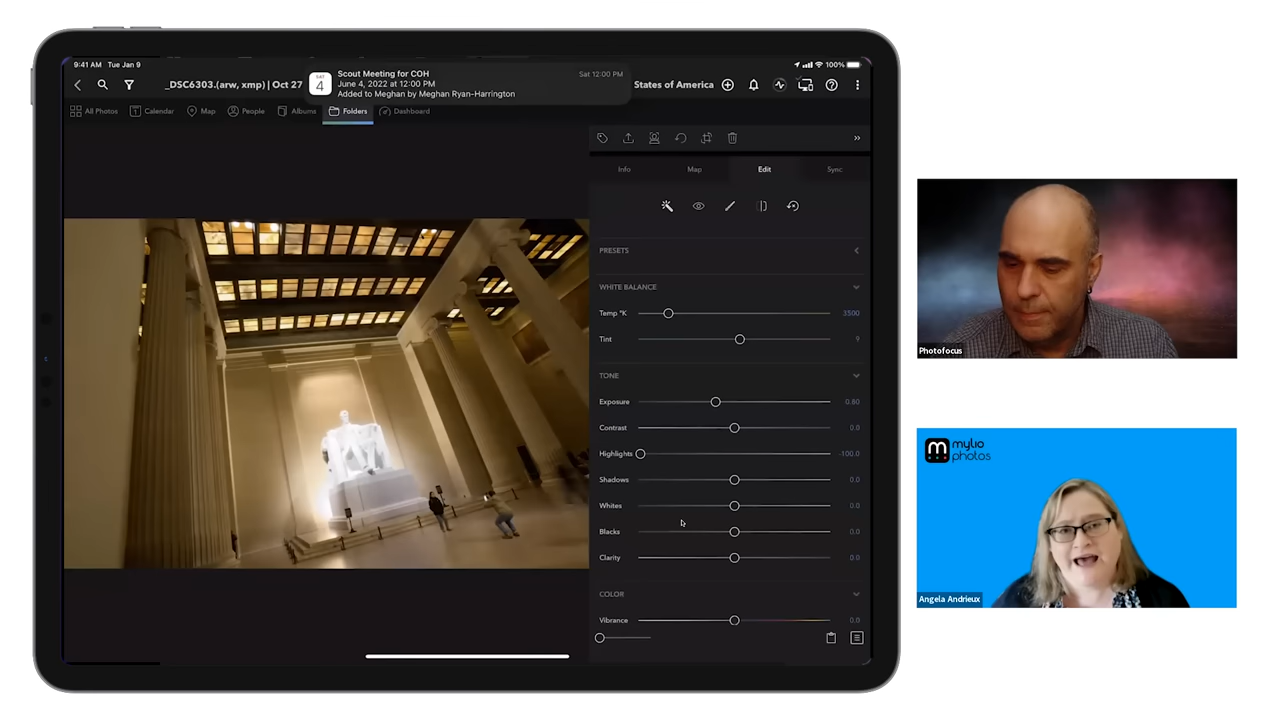 9:41 AM Tue Jan 9
100%
_DSC6303.(arw, xmp) | Oct 27
SAT
4
Scout Meeting for COH
Sat 12:00 PM
June 4, 2022 at 12:00 PM
Added to Meghan by Meghan Ryan-Harrington
States of America
All Photos
Calendar
Map
People
Albums
Folders
Dashboard
Info
Map
Edit
Sync
PRESETS
WHITE BALANCE
Temp °K
3500
Tint
9
TONE
Exposure
0.80
Contrast
0.0
Highlights
-100.0
Shadows
0.0
Whites
0.0
Blacks
0.0
Clarity
0.0
COLOR
Vibrance
0.0
Photofocus
m
mylio
photos
Angela Andrieux